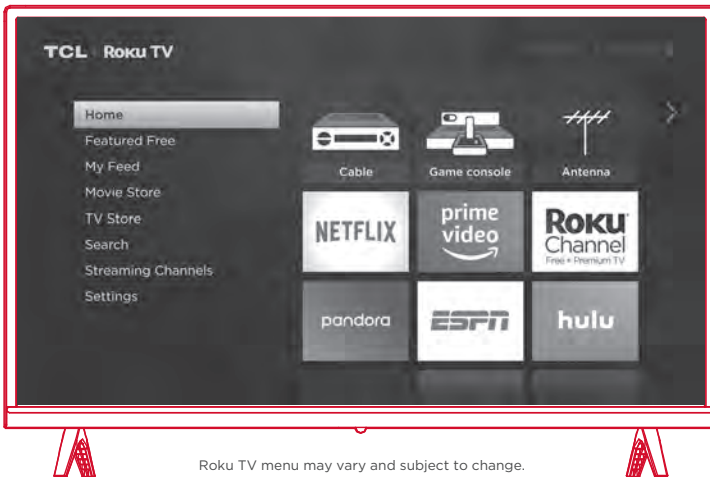 TCL Roku TV
Home
Featured Free
My Feed
Movie Store
TV Store
Search
Streaming Channels
Settings
Cable
Game console
Antenna
NETFLIX
prime
video
Roku
Channel
Free + Premium TV
pandora
ESPN
hulu
Roku TV menu may vary and subject to change.